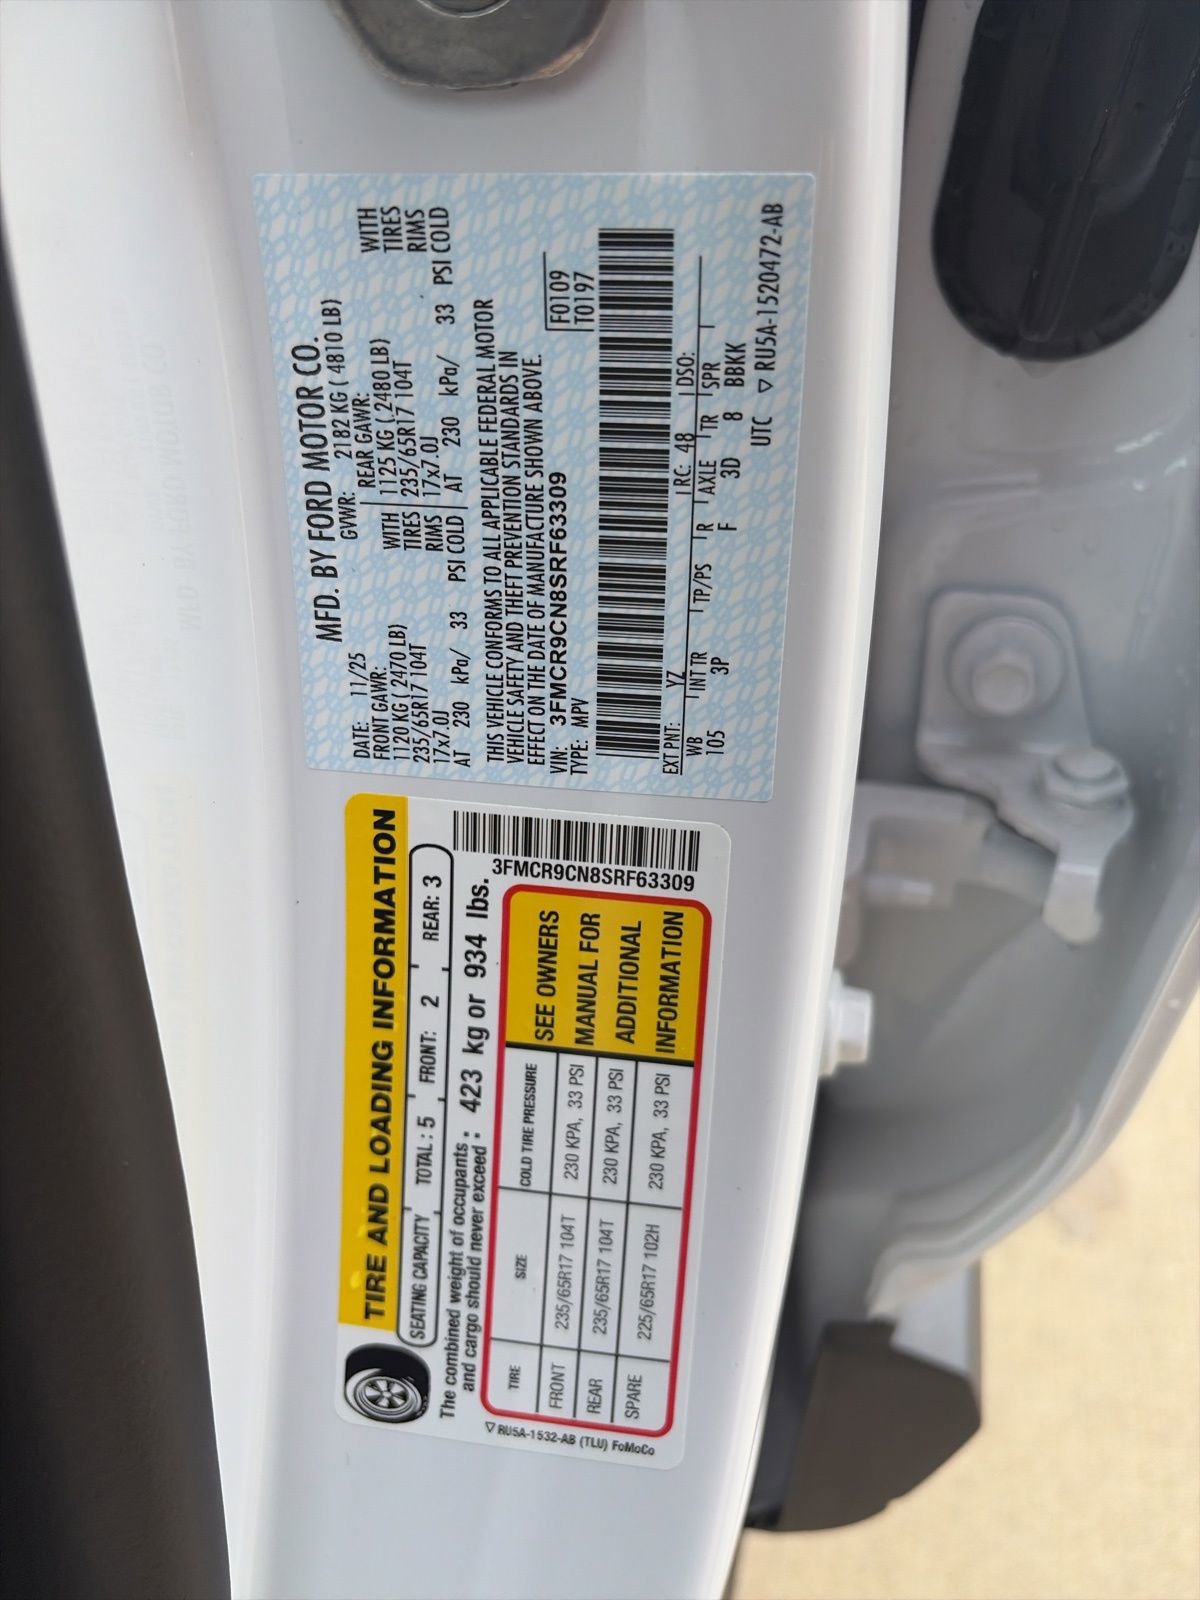 MFD. BY FORD MOTOR CO.
DATE: 11/25 GVWR: 2182 KG ( 4810 LB)
FRONT GAWR: REAR GAWR:
1120 KG ( 2470 LB) WITH 1125 KG ( 2480 LB) WITH
235/65R17 104T TIRES 235/65R17 104T TIRES
17x7.0J RIMS 17x7.0J RIMS
AT 230 kPa/ 33 PSI COLD AT 230 kPa/ 33 PSI COLD
THIS VEHICLE CONFORMS TO ALL APPLICABLE FEDERAL MOTOR
VEHICLE SAFETY AND THEFT PREVENTION STANDARDS IN
EFFECT ON THE DATE OF MANUFACTURE SHOWN ABOVE.
VIN: 3FMCR9CN8SRF63309 F0109
TYPE: MPV T0197
EXT PNT: YZ RC: 48 DSO:
WB INT TR TP/PS R AXLE TR SPR
105 3P F 3D 8 BBKK
UTC ▽ RU5A-1520472-AB
TIRE AND LOADING INFORMATION
SEATING CAPACITY TOTAL : 5 FRONT: 2 REAR: 3
The combined weight of occupants
and cargo should never exceed : 423 kg or 934 lbs.
3FMCR9CN8SRF63309
TIRE SIZE COLD TIRE PRESSURE
FRONT 235/65R17 104T 230 KPA, 33 PSI
REAR 235/65R17 104T 230 KPA, 33 PSI
SPARE 225/65R17 102H 230 KPA, 33 PSI
SEE OWNERS
MANUAL FOR
ADDITIONAL
INFORMATION
▽ RU5A-1532-AB (TLU) FoMoCo